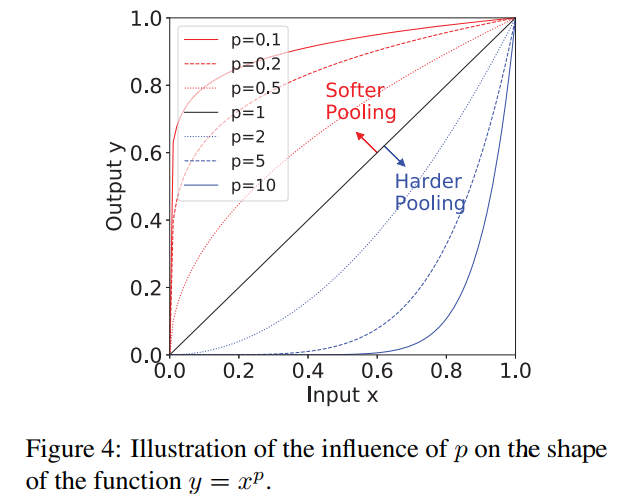 1.0
0.8
0.6
0.4
0.2
0.0
Output y
p=0.1
p=0.2
p=0.5
p=1
p=2
p=5
p=10
Softer
Pooling
Harder
Pooling
0.0 0.2 0.4 0.6 0.8 1.0
Input x
Figure 4: Illustration of the influence of p on the shape
of the function y = xᵖ.